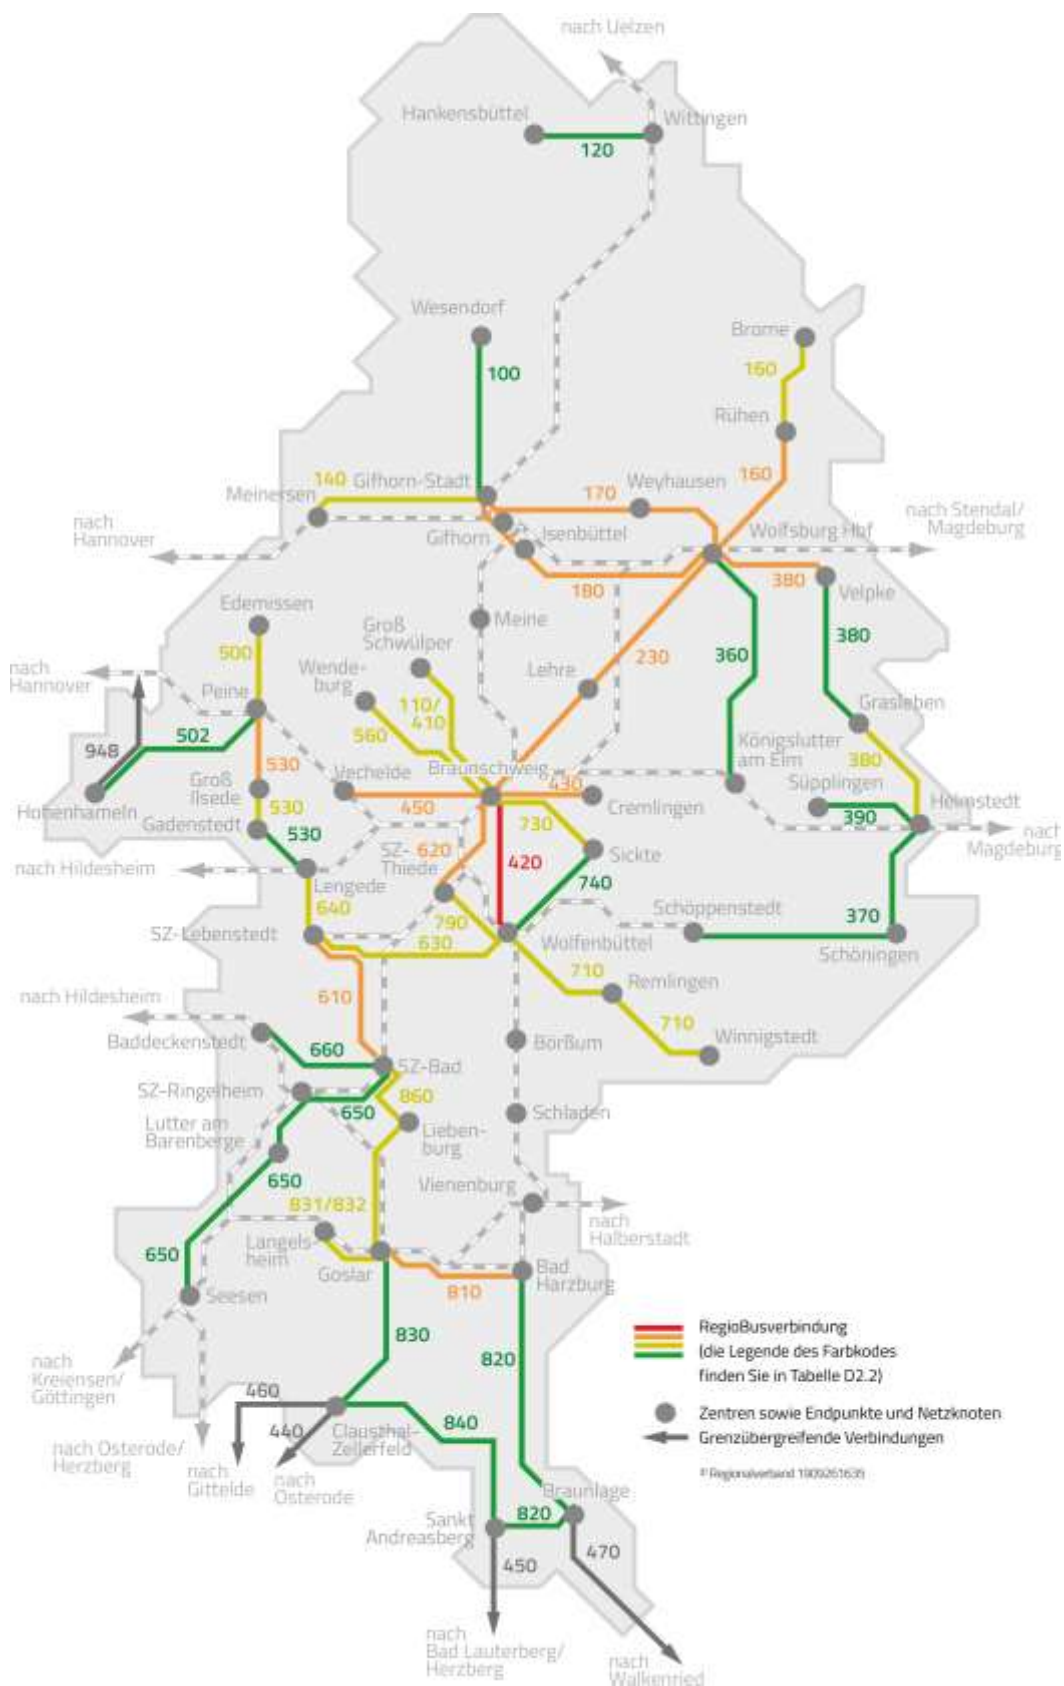 nach Uelzen
Hankensbüttel
Wittingen
120
Wesendorf
Brome
100
160
Rühen
140
Gifhorn-Stadt
Weyhausen
160
Meinersen
170
nach
Hannover
Gifhorn
Isenbüttel
Wolfsburg Hbf
nach Stendal/
Magdeburg
180
380
Velpke
Edemissen
Groß
Schwülper
Meine
500
380
360
230
nach
Hannover
Wende-
burg
Lehre
Peine
110/
410
Grasleben
502
560
948
Königslutter
am Elm
380
530
Vechelde
Braunschweig
430
Süpplingen
Groß
Ilsede
Hohenhameln
530
450
Cremlingen
Helmstedt
390
Gadenstedt
530
730
nach
Magdeburg
SZ-
Thiede
620
Sickte
nach Hildesheim
420
Lengede
740
640
790
Schöppenstedt
370
SZ-Lebenstedt
630
Wolfenbüttel
Schöningen
710
Remlingen
nach Hildesheim
610
710
Winnigstedt
Baddeckenstedt
Börßum
660
SZ-Bad
SZ-Ringelheim
650
860
Schladen
Lutter am
Barenberge
Lieben-
burg
650
Vienenburg
831/832
nach
Halberstadt
Langels-
heim
650
Goslar
Bad
Harzburg
Seesen
810
830
RegioBusverbindung
(die Legende des Farbkodes
finden Sie in Tabelle D2.2)
820
nach
Kreiensen/
Göttingen
460
Zentren sowie Endpunkte und Netzknoten
440
Clausthal-
Zellerfeld
840
Grenzübergreifende Verbindungen
nach Osterode/
Herzberg
nach
Gittelde
nach
Osterode
© Regionalverband 1809261635
Braunlage
Sankt
Andreasberg
820
450
470
nach
Bad Lauterberg/
Herzberg
nach
Walkenried